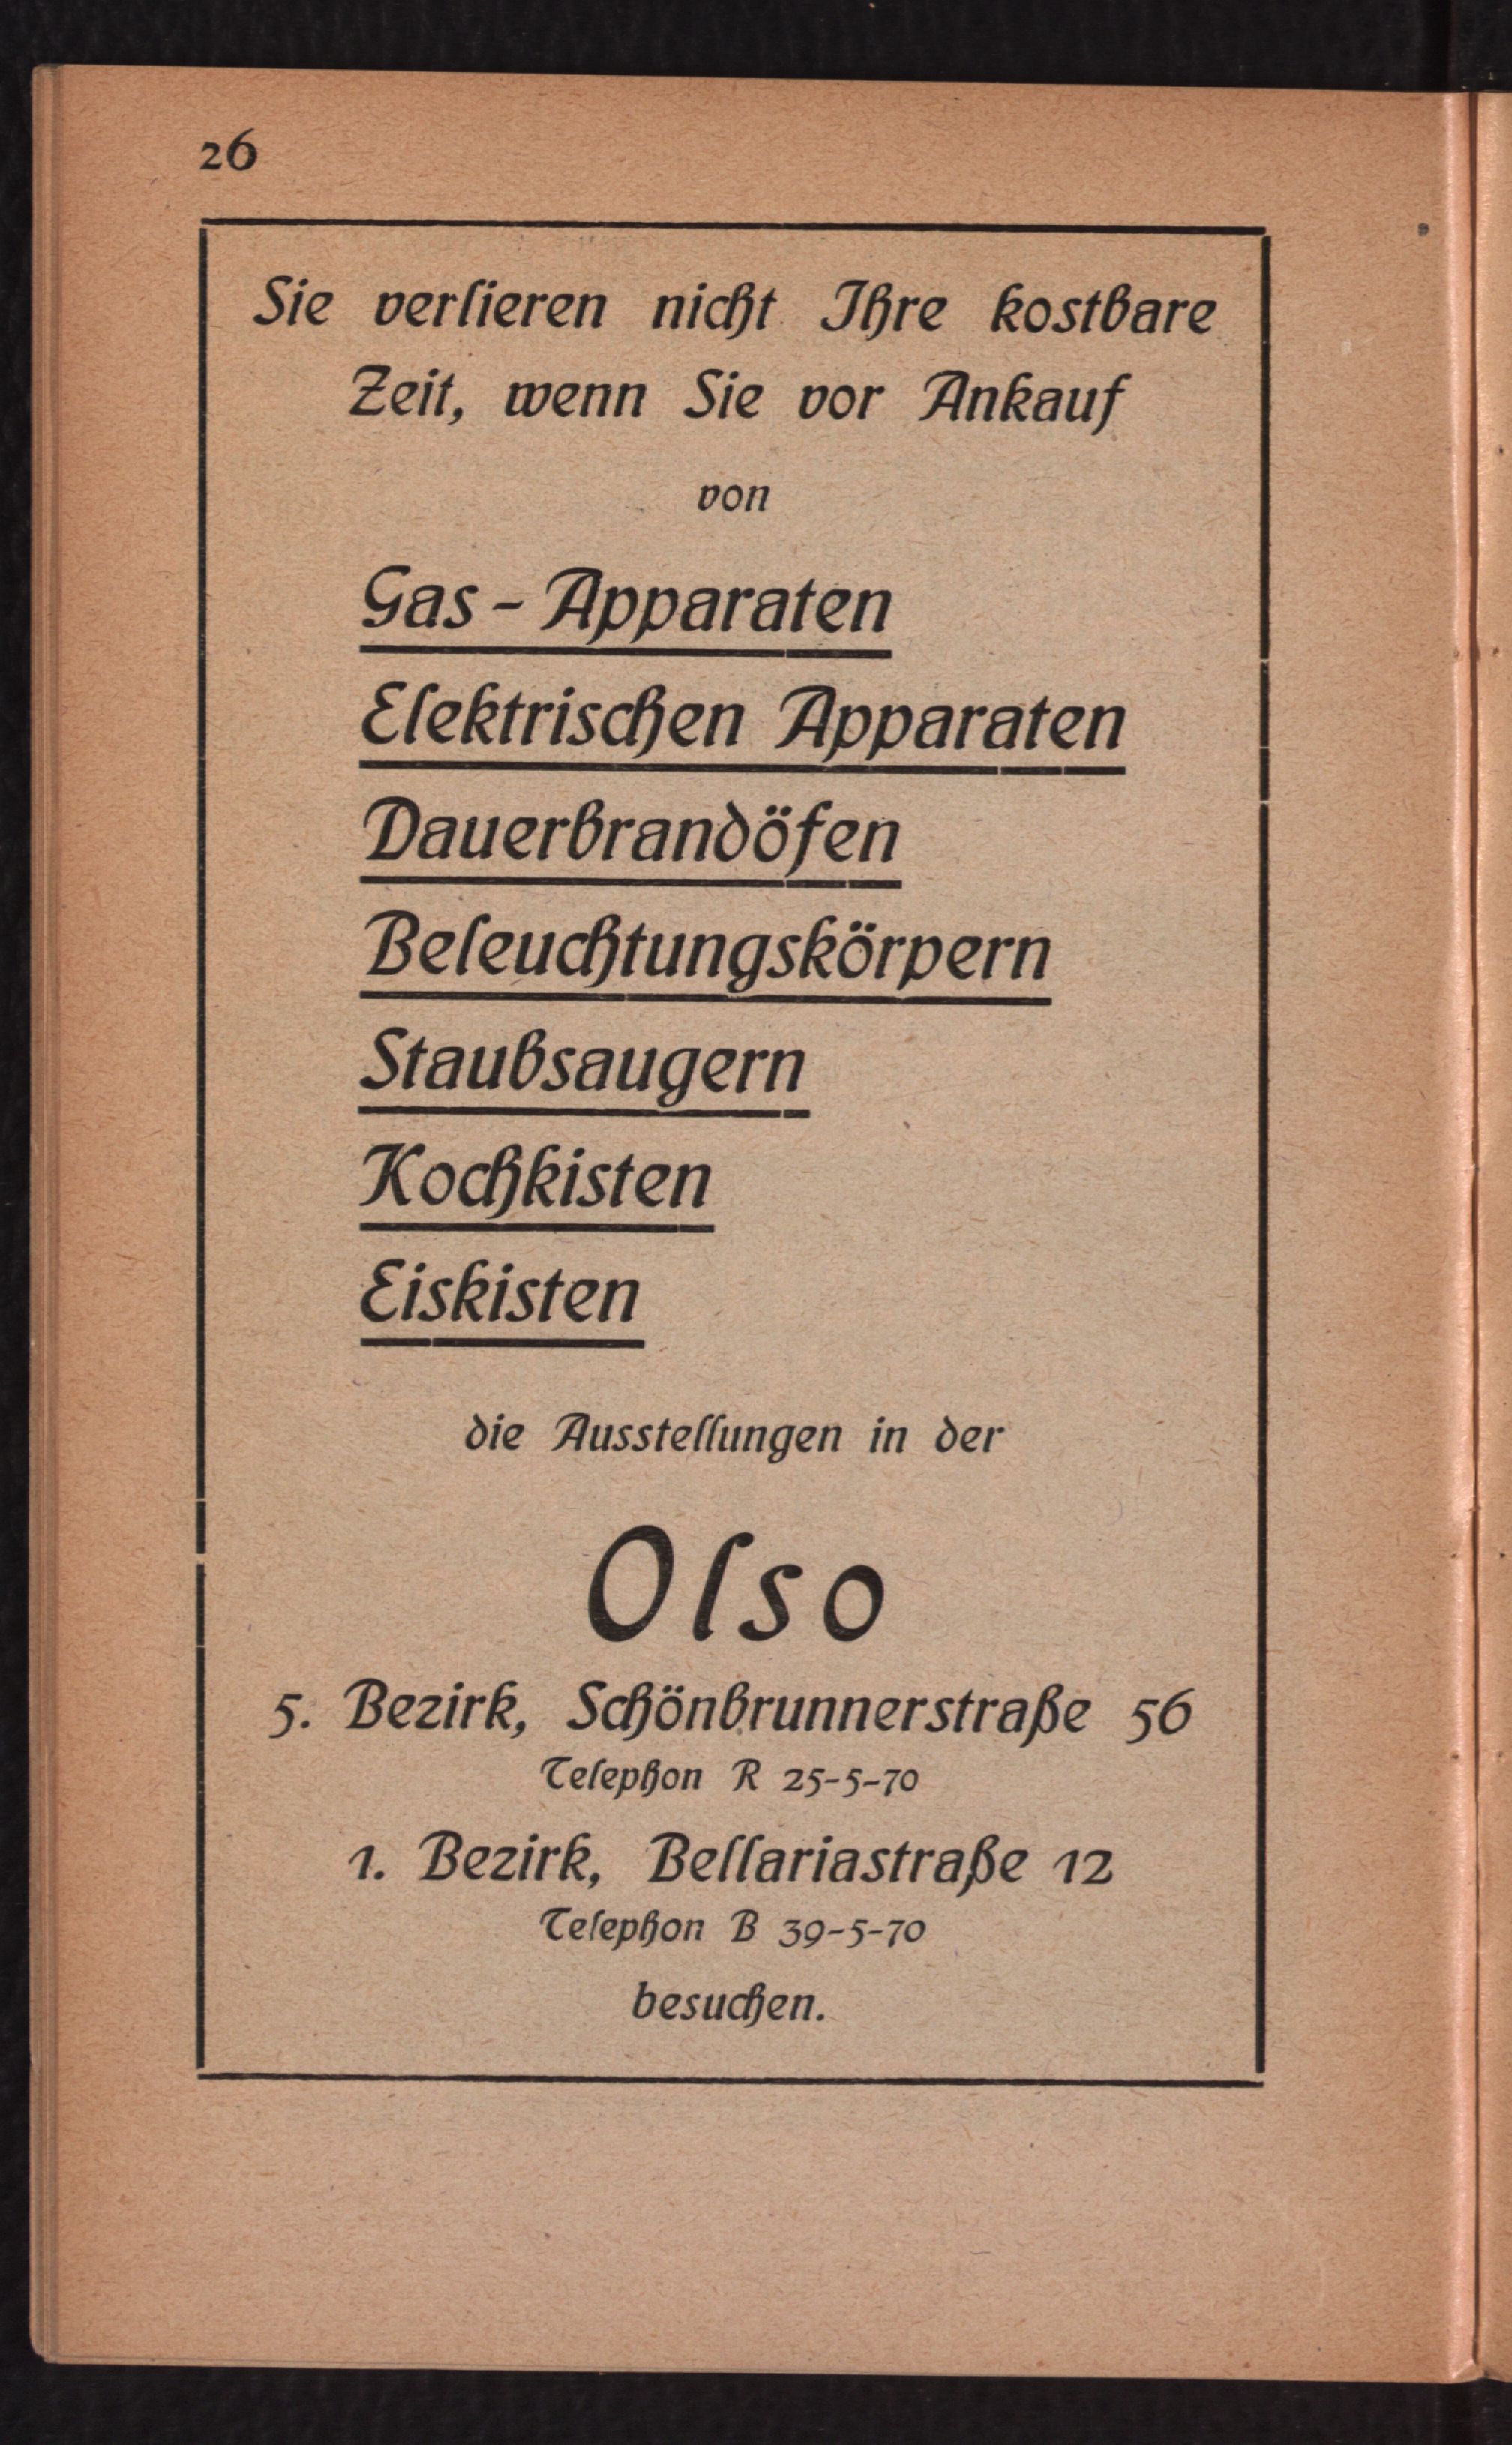 26
Sie verlieren nicht Ihre kostbare
Zeit, wenn Sie vor Ankauf
von
Gas-Apparaten
Elektrischen Apparaten
Dauerbrandöfen
Beleuchtungskörpern
Staubsaugern
Kochkisten
Eiskisten
die Ausstellungen in der
Olso
5. Bezirk, Schönbrunnerstraße 56
Telephon R 25-5-70
1. Bezirk, Bellariastraße 12
Telephon B 39-5-70
besuchen.